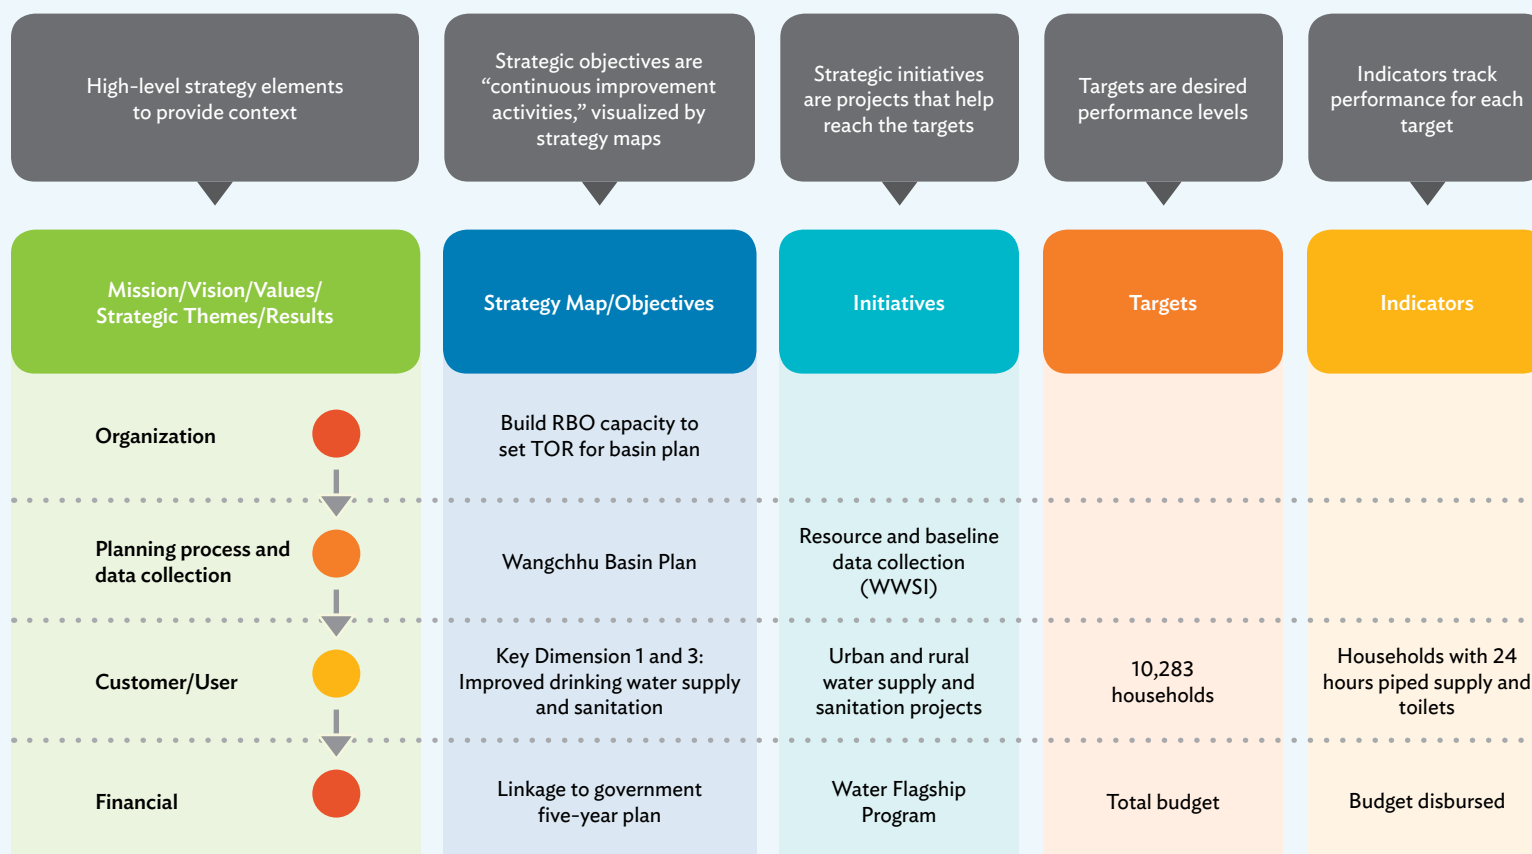 High-level strategy elements
to provide context
Strategic objectives are
“continuous improvement
activities,” visualized by
strategy maps
Strategic initiatives
are projects that help
reach the targets
Targets are desired
performance levels
Indicators track
performance for each
target
Mission/Vision/Values/
Strategic Themes/Results
Strategy Map/Objectives
Initiatives
Targets
Indicators
Organization
Build RBO capacity to
set TOR for basin plan
Planning process and
data collection
Wangchhu Basin Plan
Resource and baseline
data collection
(WWSI)
Customer/User
Key Dimension 1 and 3:
Improved drinking water supply
and sanitation
Urban and rural
water supply and
sanitation projects
10,283
households
Households with 24
hours piped supply and
toilets
Financial
Linkage to government
five-year plan
Water Flagship
Program
Total budget
Budget disbursed